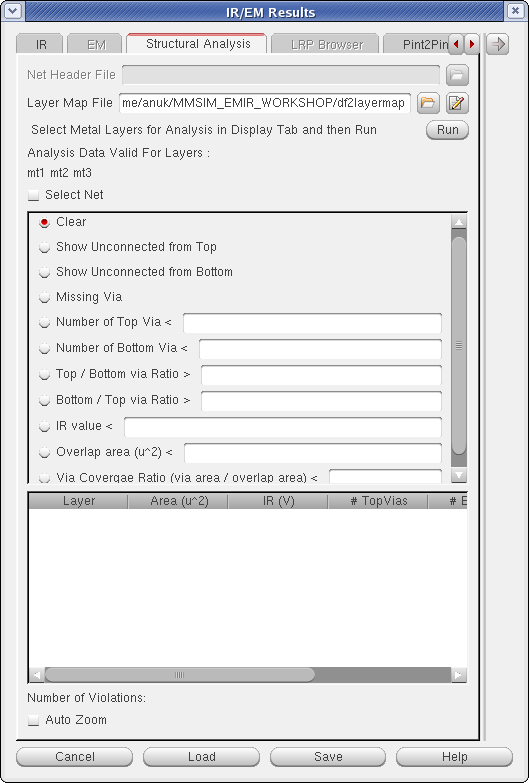 IR/EM Results
IR EM Structural Analysis LRP Browser Pint2Pin
Net Header File
Layer Map File me/anuk/MMSIM_EMIR_WORKSHOP/df2layermap
Select Metal Layers for Analysis in Display Tab and then Run Run
Analysis Data Valid For Layers :
mt1 mt2 mt3
Select Net
Clear
Show Unconnected from Top
Show Unconnected from Bottom
Missing Via
Number of Top Via <
Number of Bottom Via <
Top / Bottom via Ratio >
Bottom / Top via Ratio >
IR value <
Overlap area (u^2) <
Via Covergae Ratio (via area / overlap area) <
Layer Area (u^2) IR (V) # TopVias # E
Number of Violations:
Auto Zoom
Cancel Load Save Help